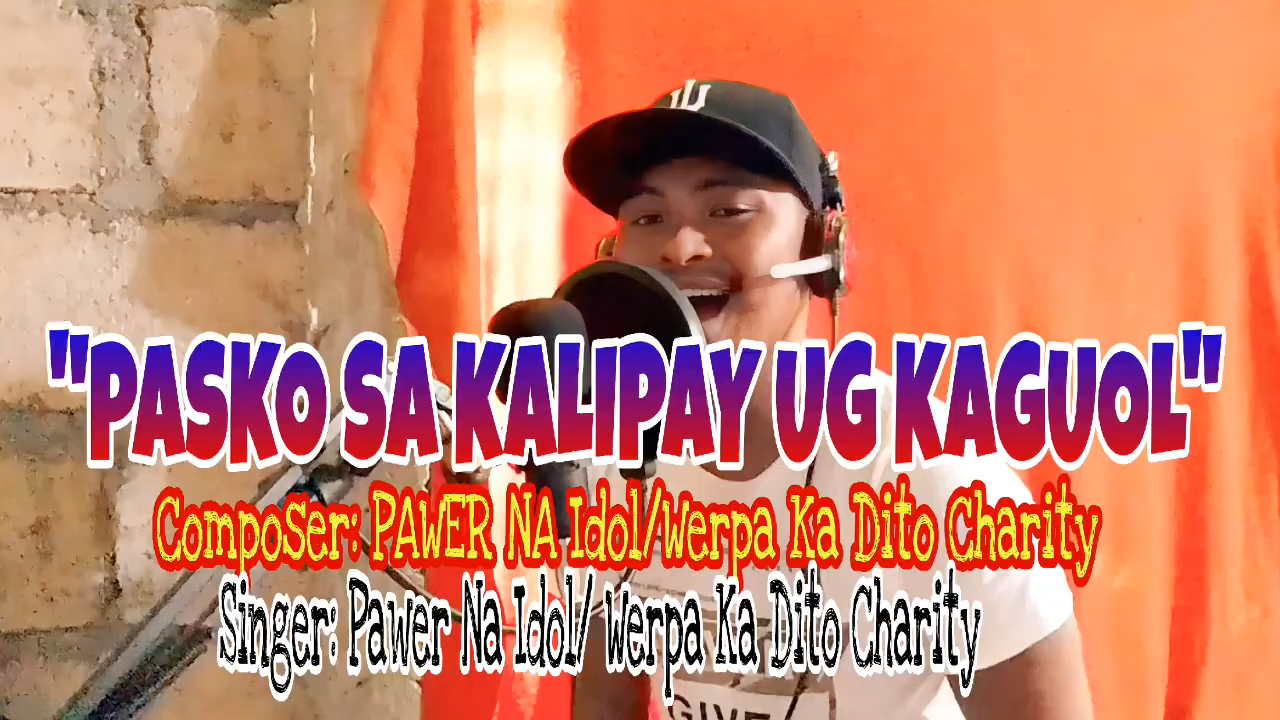 "PASKO SA KALIPAY UG KAGUOL"
Composer: PAWER NA Idol/Werpa Ka Dito Charity
Singer: Pawer Na Idol/ Werpa Ka Dito Charity
GIVE